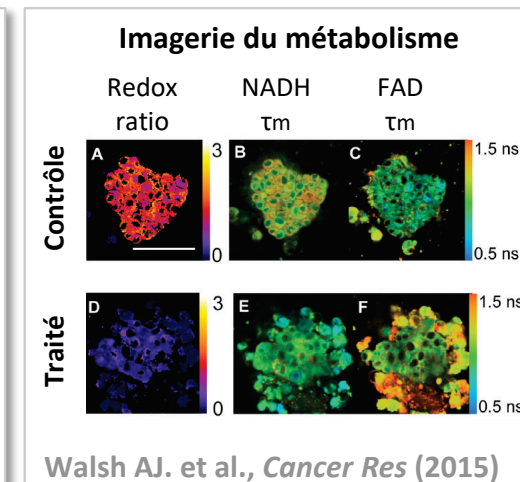 Imagerie du métabolisme
Redox NADH FAD
ratio τm τm
Contrôle
A B C
3
0
1.5 ns
0.5 ns
Traité
D E F
3
0
1.5 ns
0.5 ns
Walsh AJ. et al., Cancer Res (2015)